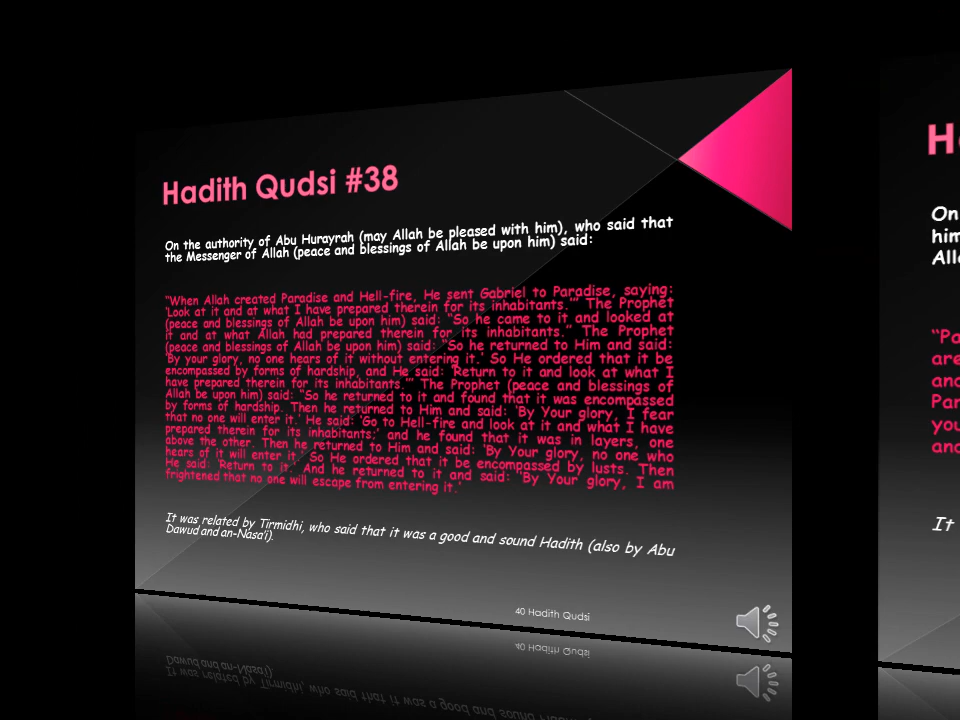 Hadith Qudsi #38
On the authority of Abu Hurayrah (may Allah be pleased with him), who said that
the Messenger of Allah (peace and blessings of Allah be upon him) said:
“When Allah created Paradise and Hell-fire, He sent Gabriel to Paradise, saying:
‘Look at it and at what I have prepared therein for its inhabitants.’” The Prophet
(peace and blessings of Allah be upon him) said: “So he came to it and looked at
it and at what Allah had prepared therein for its inhabitants.” The Prophet
(peace and blessings of Allah be upon him) said: “So he returned to Him and said:
‘By your glory, no one hears of it without entering it.’ So He ordered that it be
encompassed by forms of hardship, and He said: ‘Return to it and look at what I
have prepared therein for its inhabitants.’” The Prophet (peace and blessings of
Allah be upon him) said: “So he returned to it and found that it was encompassed
by forms of hardship. Then he returned to Him and said: ‘By Your glory, I fear
that no one will enter it.’ He said: ‘Go to Hell-fire and look at it and what I have
prepared therein for its inhabitants;’ and he found that it was in layers, one
above the other. Then he returned to Him and said: ‘By Your glory, no one who
hears of it will enter it.’ So He ordered that it be encompassed by lusts. Then
He said: ‘Return to it.’ And he returned to it and said: “By Your glory, I am
frightened that no one will escape from entering it.’
It was related by Tirmidhi, who said that it was a good and sound Hadith (also by Abu
Dawud and an-Nasa’i).
40 Hadith Qudsi
H
On
him
All
“Pa
are
and
Par
you
and
It